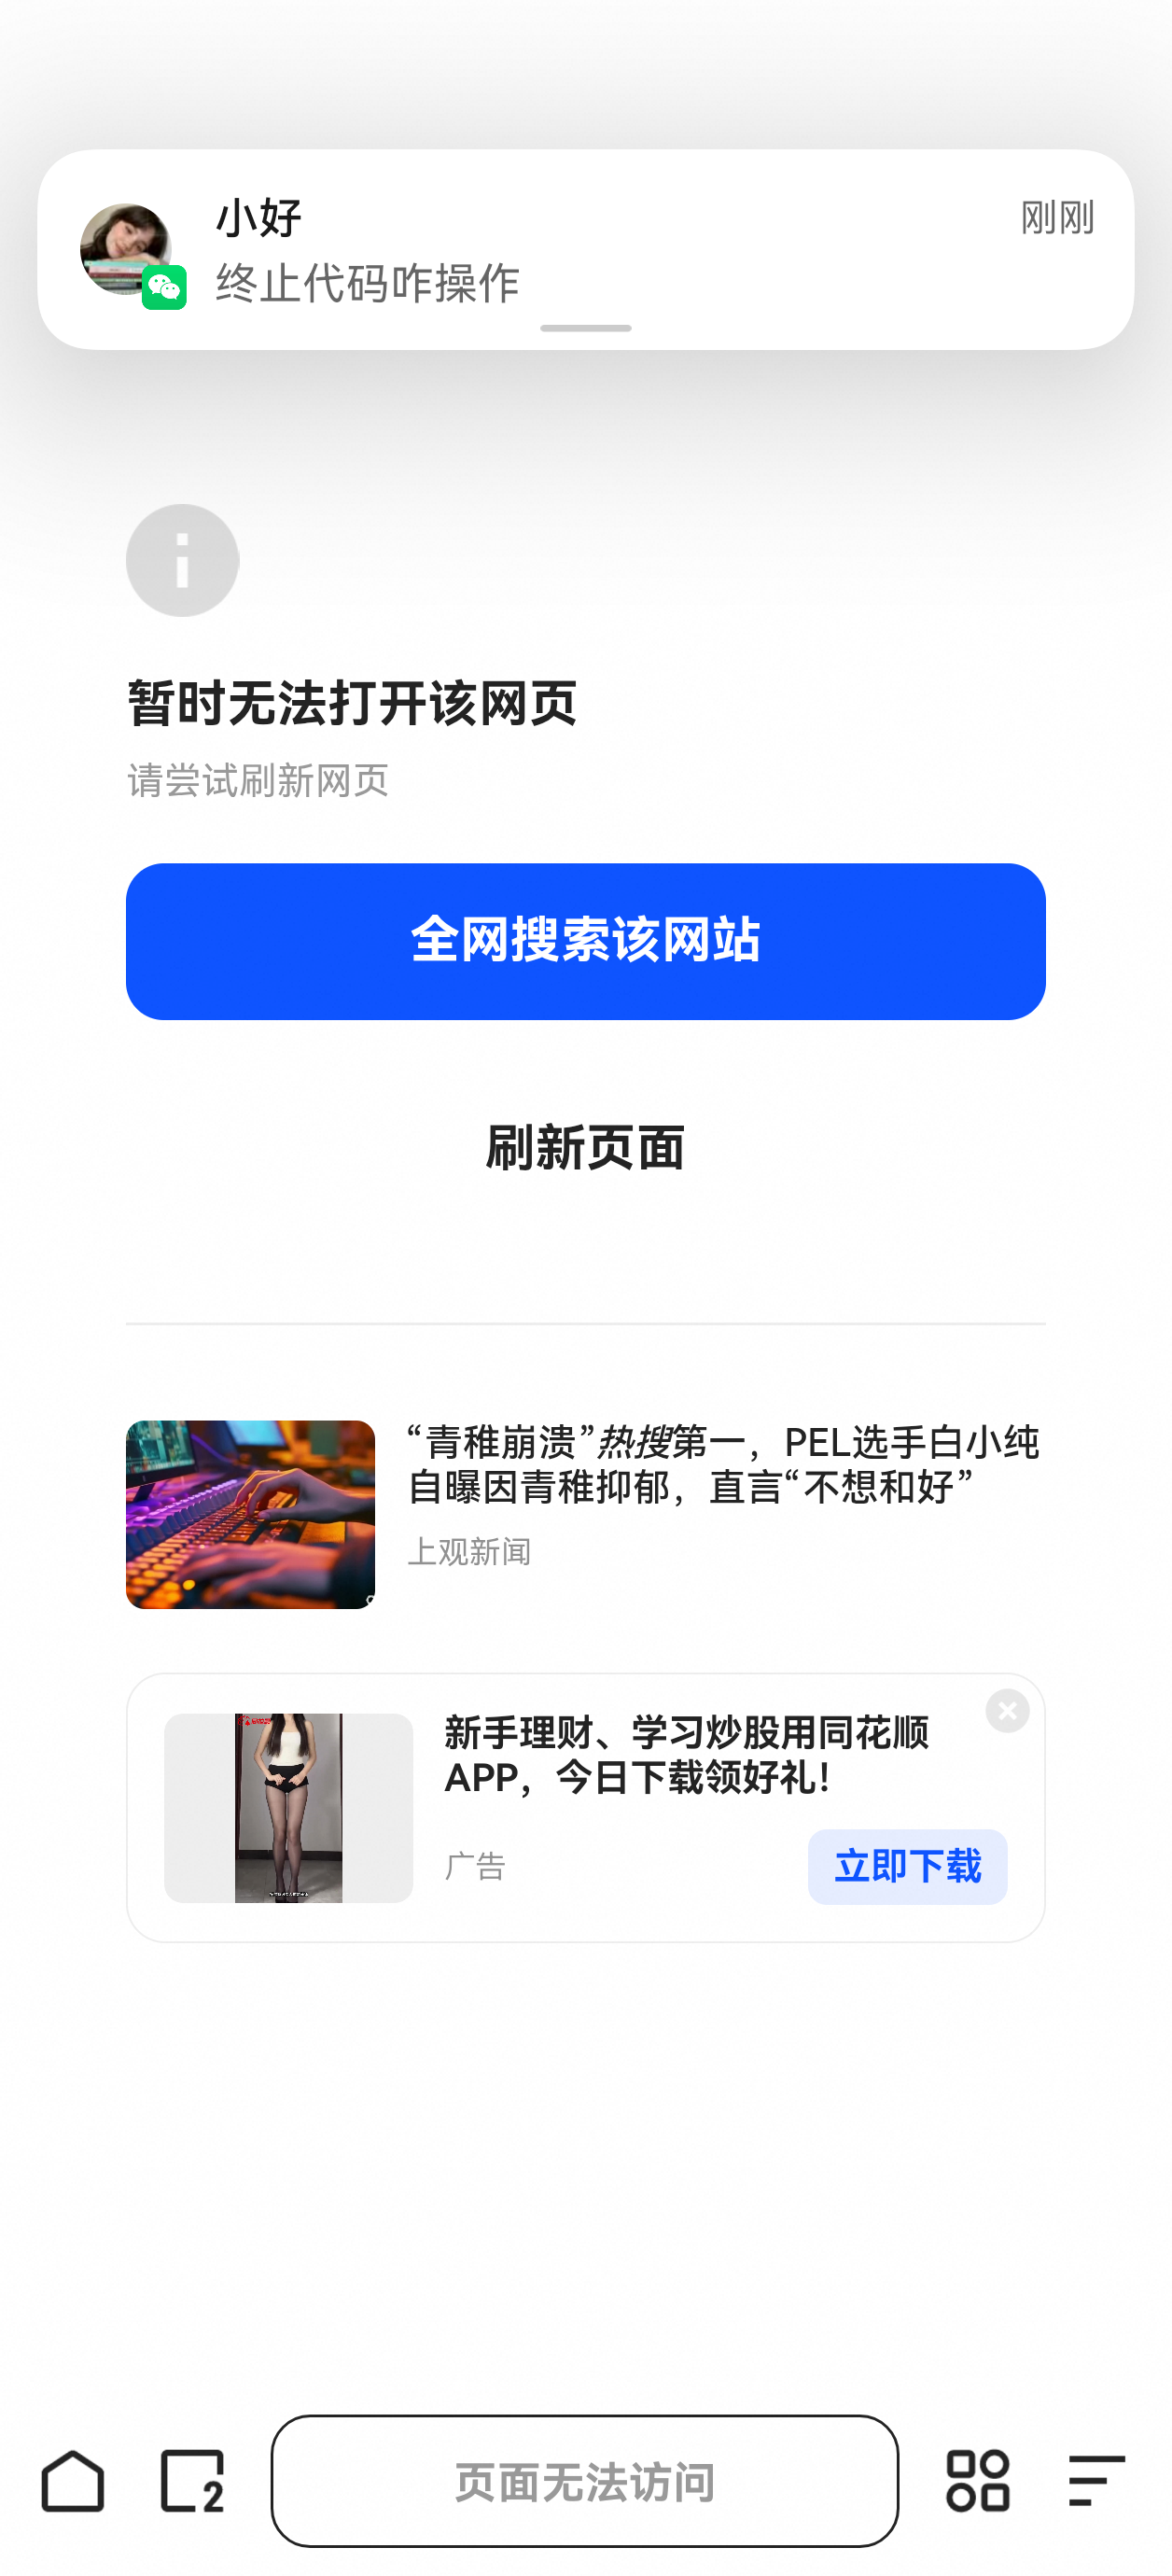 小好
刚刚
终止代码咋操作
暂时无法打开该网页
请尝试刷新网页
全网搜索该网站
刷新页面
“青稚崩溃”热搜第一，PEL选手白小纯
自曝因青稚抑郁，直言“不想和好”
上观新闻
新手理财、学习炒股用同花顺
APP，今日下载领好礼！
广告
立即下载
2
页面无法访问